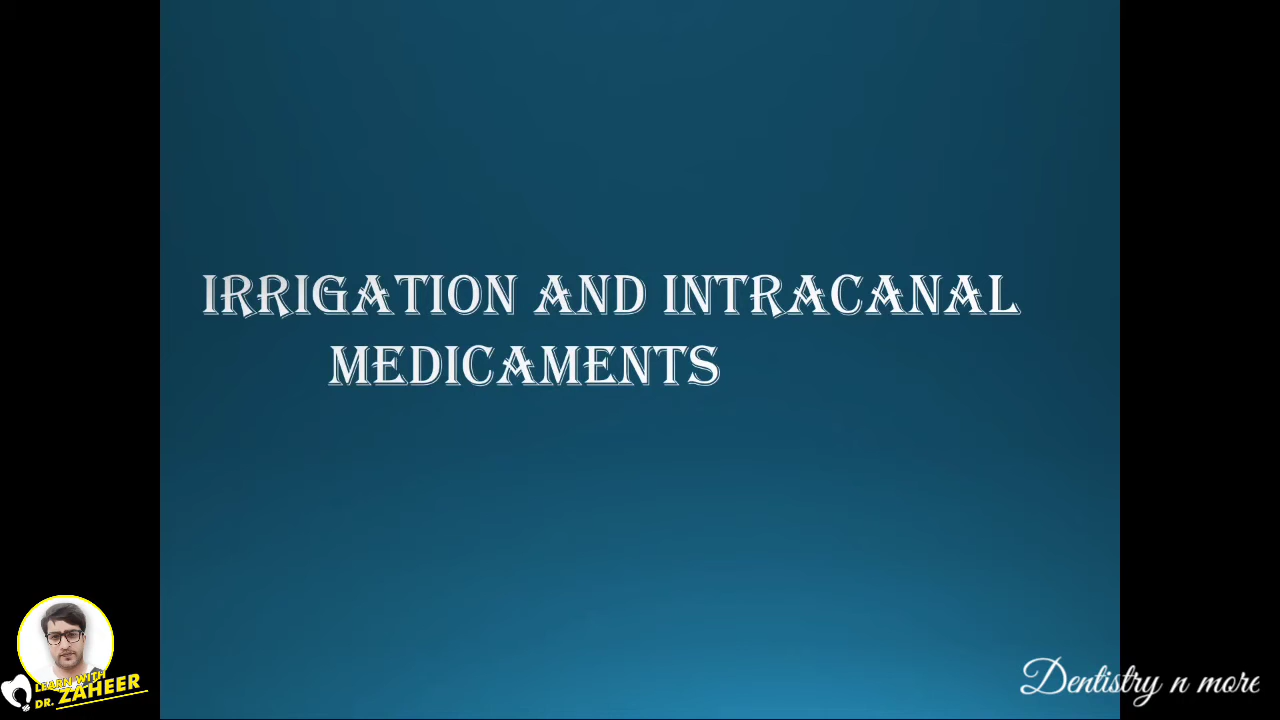 IRRIGATION AND INTRACANAL
MEDICAMENTS
LEARN WITH
DR. ZAHEER
Dentistry n more